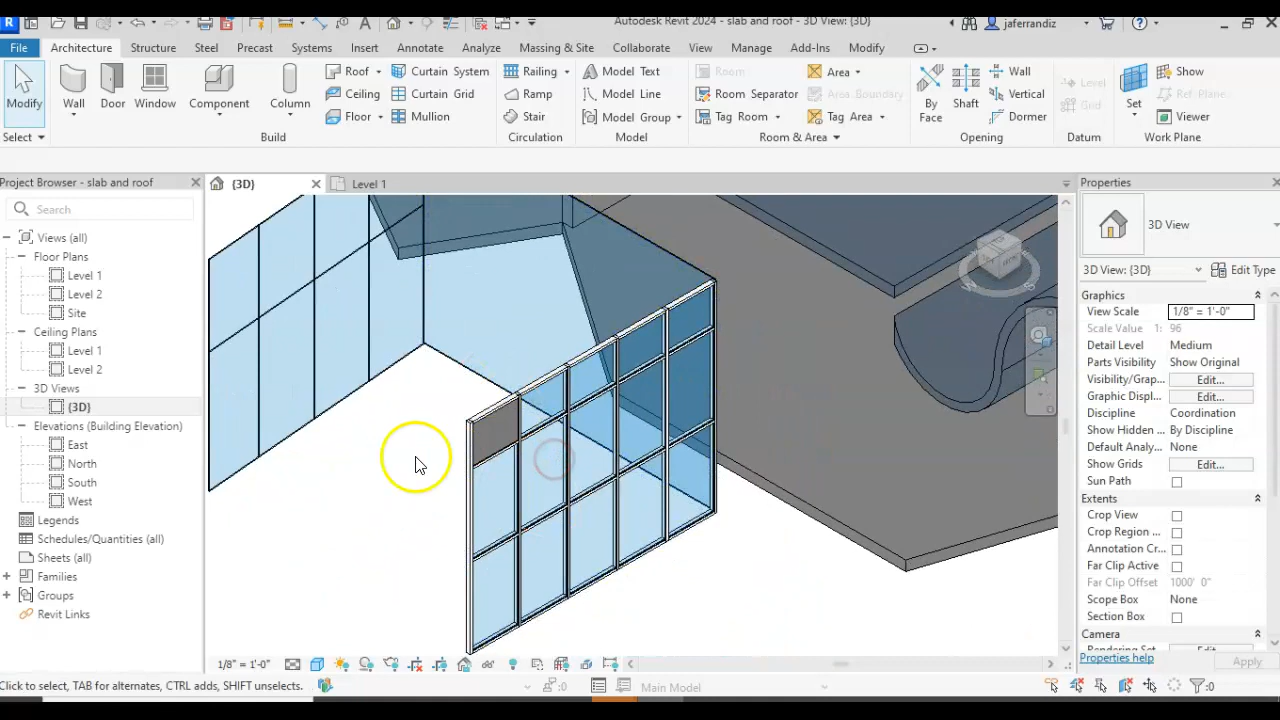 Autodesk Revit 2024 - slab and roof - 3D View: {3D}
jaferrandiz
File
Architecture
Structure
Steel
Precast
Systems
Insert
Annotate
Analyze
Massing & Site
Collaborate
View
Manage
Add-Ins
Modify
Modify
Wall
Door
Window
Component
Column
Roof
Ceiling
Floor
Curtain System
Curtain Grid
Mullion
Railing
Ramp
Stair
Model Text
Model Line
Model Group
Room
Room Separator
Tag Room
Area
Area Boundary
Tag Area
By Face
Shaft
Wall
Vertical
Dormer
Level
Grid
Set
Show
Ref Plane
Viewer
Select
Build
Circulation
Model
Room & Area
Opening
Datum
Work Plane
Project Browser - slab and roof
Search
Views (all)
Floor Plans
Level 1
Level 2
Site
Ceiling Plans
Level 1
Level 2
3D Views
{3D}
Elevations (Building Elevation)
East
North
South
West
Legends
Schedules/Quantities (all)
Sheets (all)
Families
Groups
Revit Links
{3D}
Level 1
Properties
3D View
3D View: {3D}
Edit Type
Graphics
View Scale 1/8" = 1'-0"
Scale Value 1: 96
Detail Level Medium
Parts Visibility Show Original
Visibility/Grap... Edit...
Graphic Displ... Edit...
Discipline Coordination
Show Hidden ... By Discipline
Default Analy... None
Show Grids Edit...
Sun Path
Extents
Crop View
Crop Region ...
Annotation Cr...
Far Clip Active
Far Clip Offset 1000' 0"
Scope Box None
Section Box
Camera
Properties help
Apply
1/8" = 1'-0"
Click to select, TAB for alternates, CTRL adds, SHIFT unselects.
:0
Main Model
:0